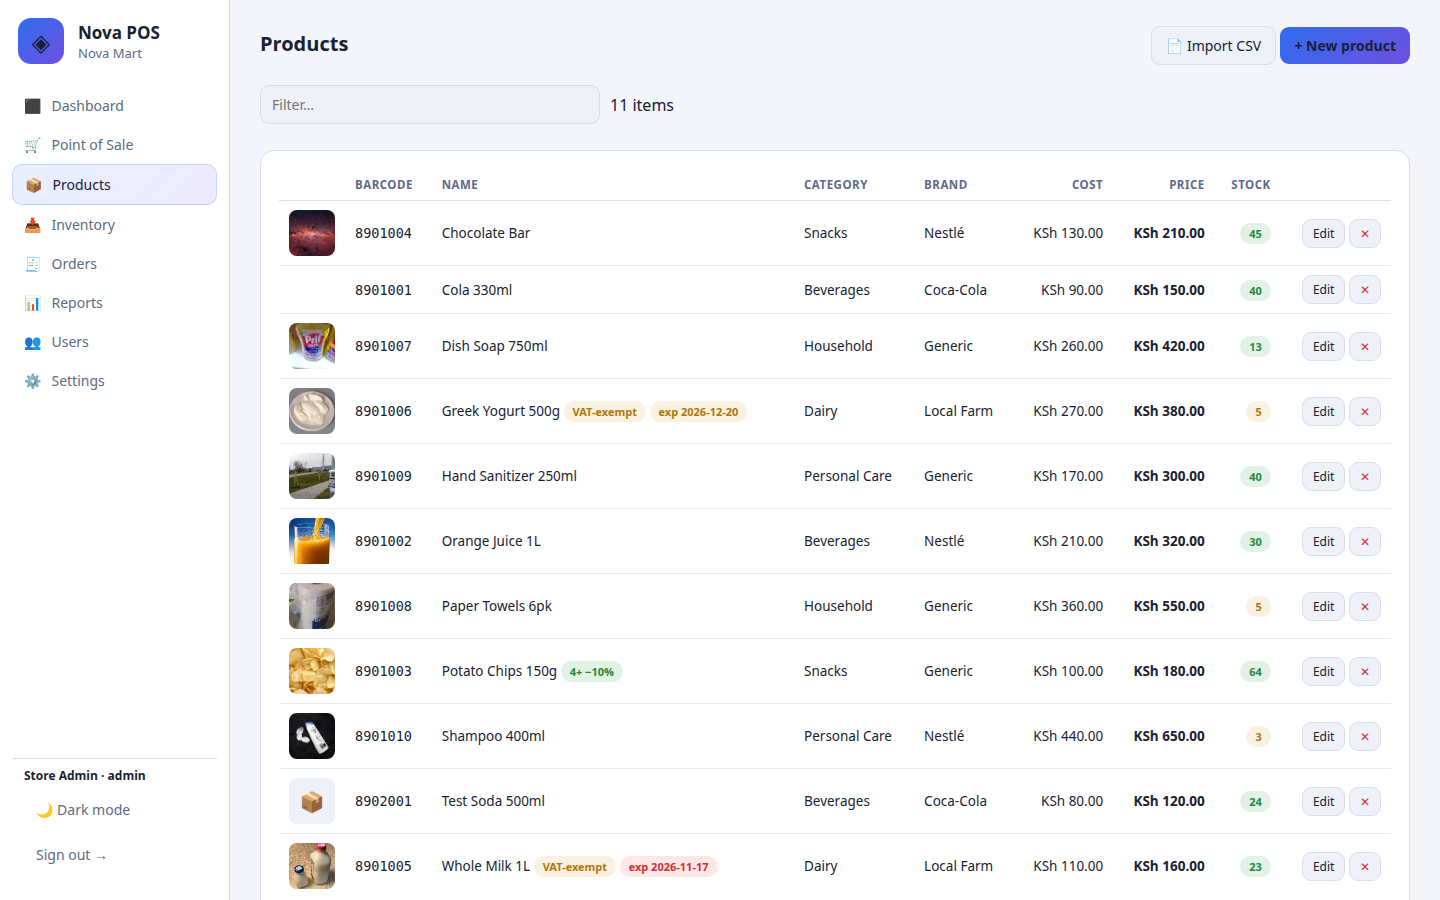 Nova POS
Nova Mart
Dashboard
Point of Sale
Products
Inventory
Orders
Reports
Users
Settings
Store Admin · admin
Dark mode
Sign out →
Products
Import CSV
+ New product
Filter...
11 items
BARCODE NAME CATEGORY BRAND COST PRICE STOCK
8901004 Chocolate Bar Snacks Nestlé KSh 130.00 KSh 210.00 45 Edit ×
8901001 Cola 330ml Beverages Coca-Cola KSh 90.00 KSh 150.00 40 Edit ×
8901007 Dish Soap 750ml Household Generic KSh 260.00 KSh 420.00 13 Edit ×
8901006 Greek Yogurt 500g VAT-exempt exp 2026-12-20 Dairy Local Farm KSh 270.00 KSh 380.00 5 Edit ×
8901009 Hand Sanitizer 250ml Personal Care Generic KSh 170.00 KSh 300.00 40 Edit ×
8901002 Orange Juice 1L Beverages Nestlé KSh 210.00 KSh 320.00 30 Edit ×
8901008 Paper Towels 6pk Household Generic KSh 360.00 KSh 550.00 5 Edit ×
8901003 Potato Chips 150g 4+ −10% Snacks Generic KSh 100.00 KSh 180.00 64 Edit ×
8901010 Shampoo 400ml Personal Care Nestlé KSh 440.00 KSh 650.00 3 Edit ×
8902001 Test Soda 500ml Beverages Coca-Cola KSh 80.00 KSh 120.00 24 Edit ×
8901005 Whole Milk 1L VAT-exempt exp 2026-11-17 Dairy Local Farm KSh 110.00 KSh 160.00 23 Edit ×